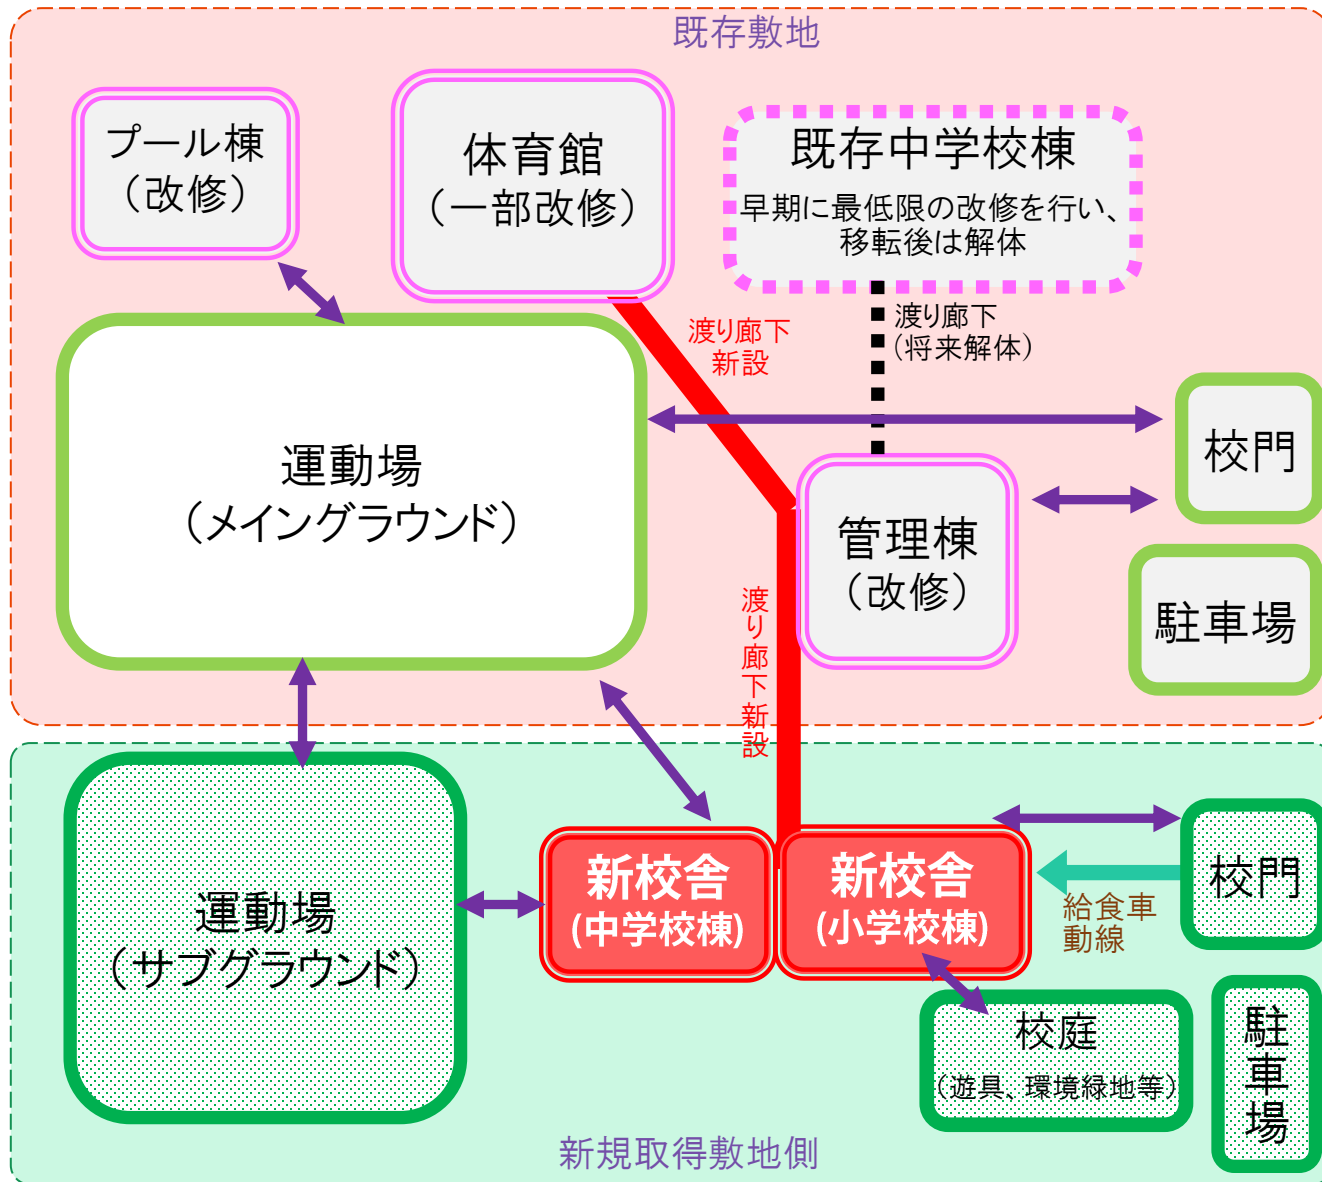 既存敷地
プール棟
（改修）
体育館
（一部改修）
既存中学校棟
早期に最低限の改修を行い、
移転後は解体
渡り廊下
新設
渡り廊下
(将来解体)
運動場
（メイングラウンド）
校門
管理棟
（改修）
駐車場
渡り廊下新設
運動場
（サブグラウンド）
新校舎
(中学校棟)
新校舎
(小学校棟)
校門
給食車
動線
校庭
（遊具、環境緑地等）
駐車場
新規取得敷地側